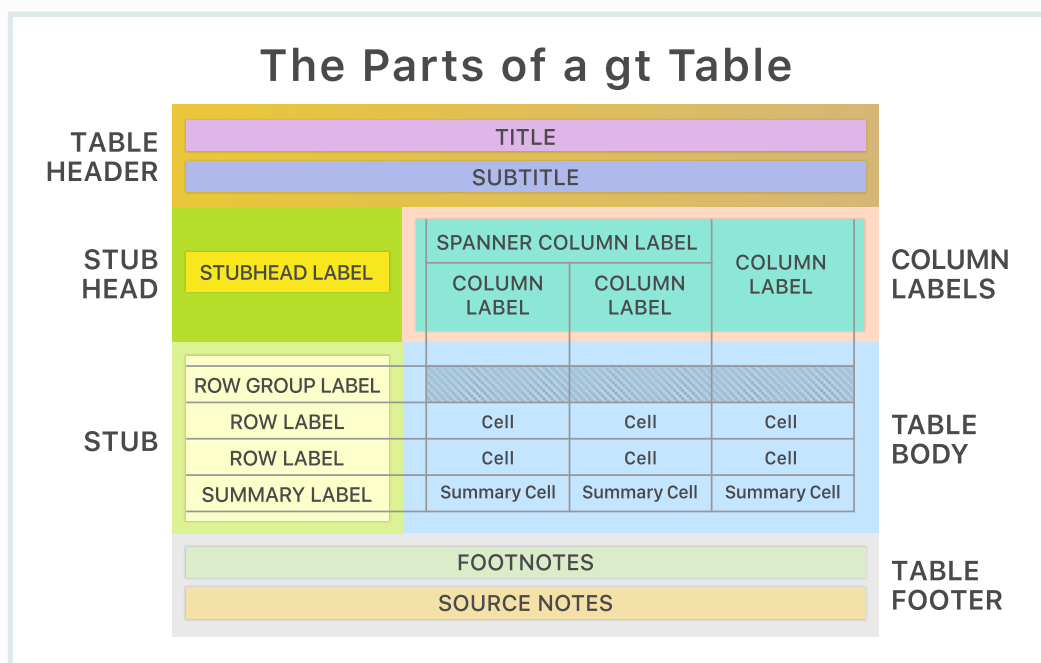 The Parts of a gt Table
TABLE
HEADER
TITLE
SUBTITLE
STUB
HEAD
STUBHEAD LABEL
SPANNER COLUMN LABEL
COLUMN
LABEL
COLUMN
LABEL
COLUMN
LABEL
COLUMN
LABELS
STUB
ROW GROUP LABEL
ROW LABEL Cell Cell Cell
ROW LABEL Cell Cell Cell
SUMMARY LABEL Summary Cell Summary Cell Summary Cell
TABLE
BODY
FOOTNOTES
SOURCE NOTES
TABLE
FOOTER